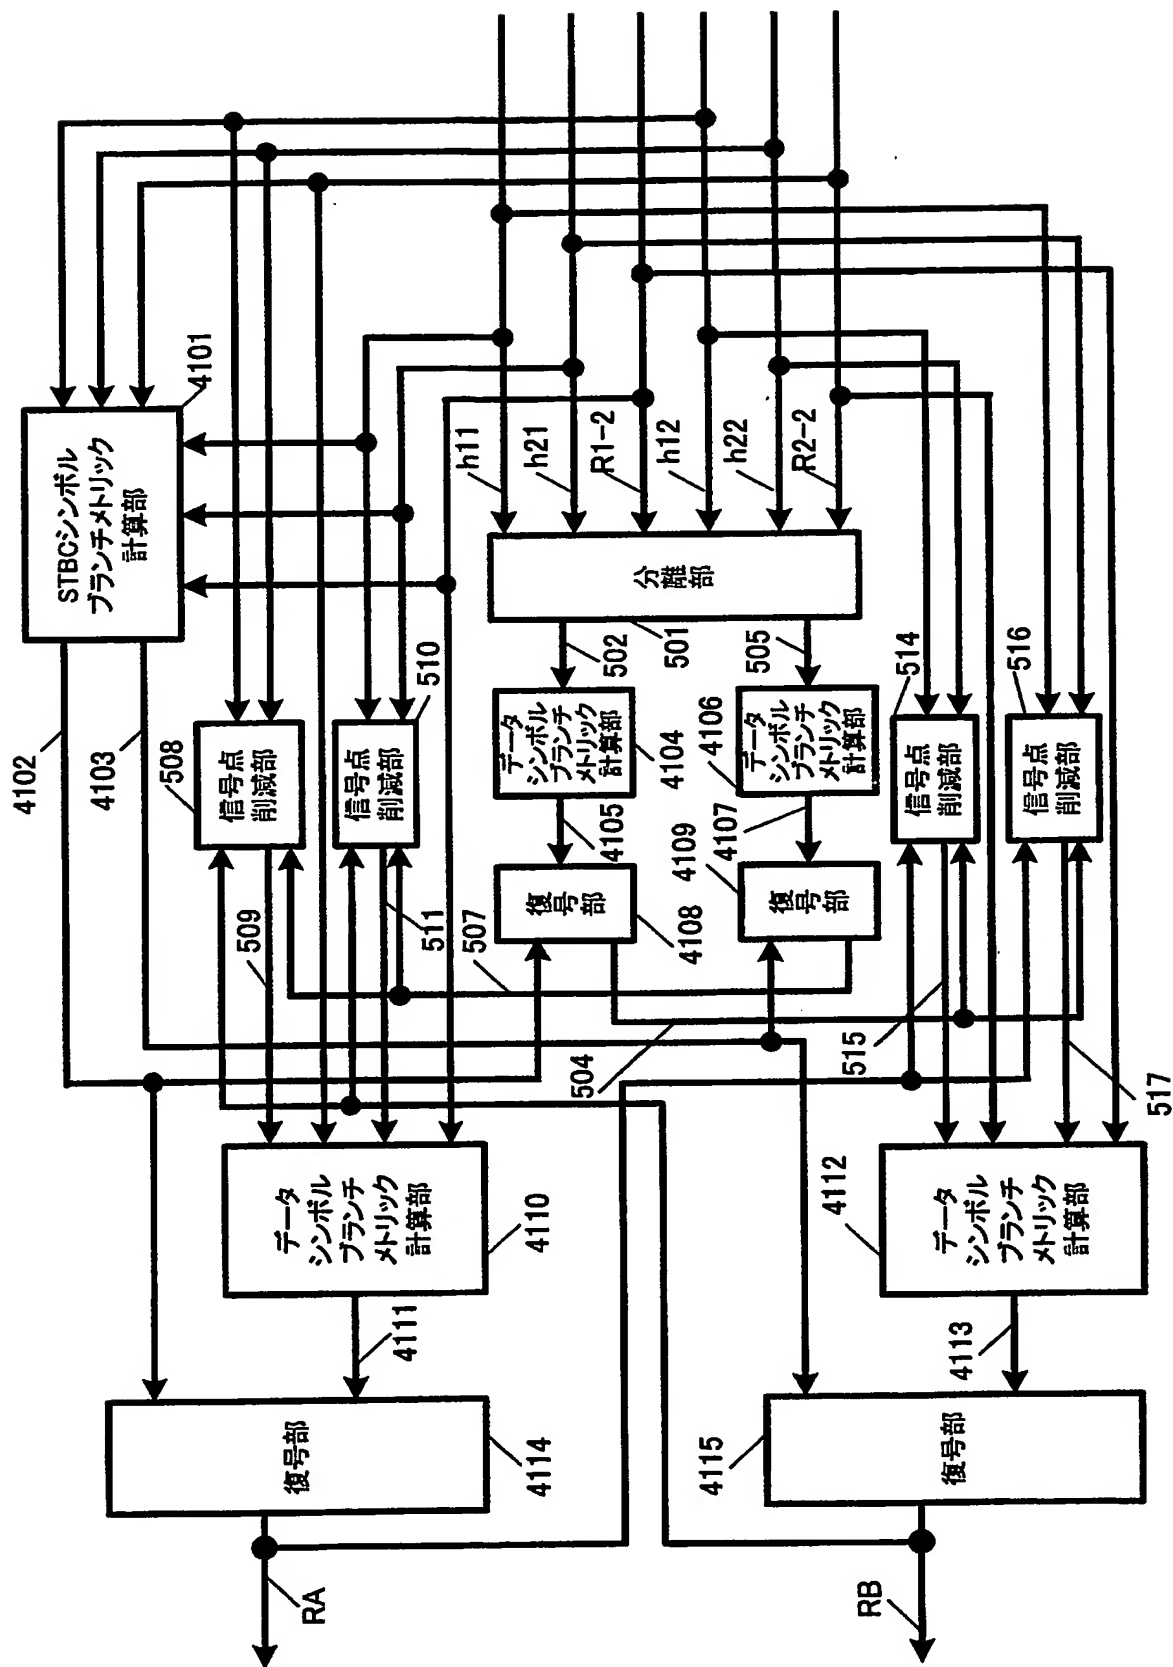 4102
4103
STBCシンボル
ブランチメトリック
計算部
4101
508
信号点
削減部
509
信号点
削減部
510
511
507
h11
h21
R1-2
h12
h22
R2-2
分離部
501
502
505
データ
シンボル
ブランチ
メトリック
計算部
4104
4105
復号部
4108
データ
シンボル
ブランチ
メトリック
計算部
4106
4107
4109
復号部
504
514
信号点
削減部
515
516
信号点
削減部
517
データ
シンボル
ブランチ
メトリック
計算部
4110
4111
データ
シンボル
ブランチ
メトリック
計算部
4112
4113
復号部
4114
RA
復号部
4115
RB